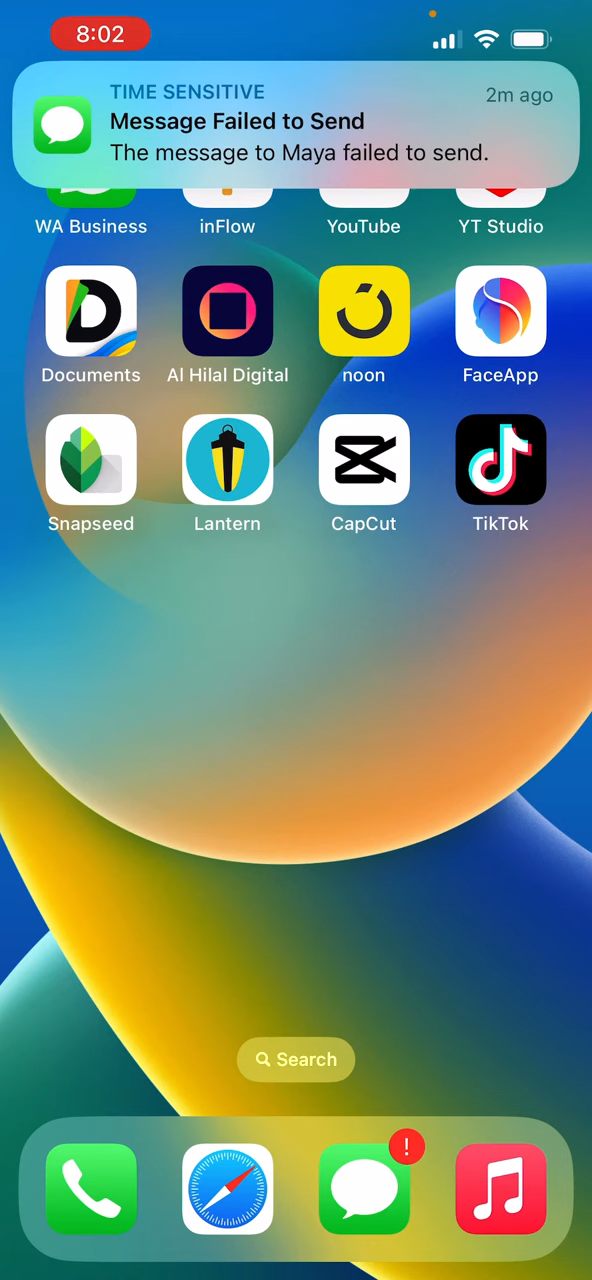 8:02
TIME SENSITIVE
2m ago
Message Failed to Send
The message to Maya failed to send.
WA Business
inFlow
YouTube
YT Studio
Documents
Al Hilal Digital
noon
FaceApp
Snapseed
Lantern
CapCut
TikTok
Search
!